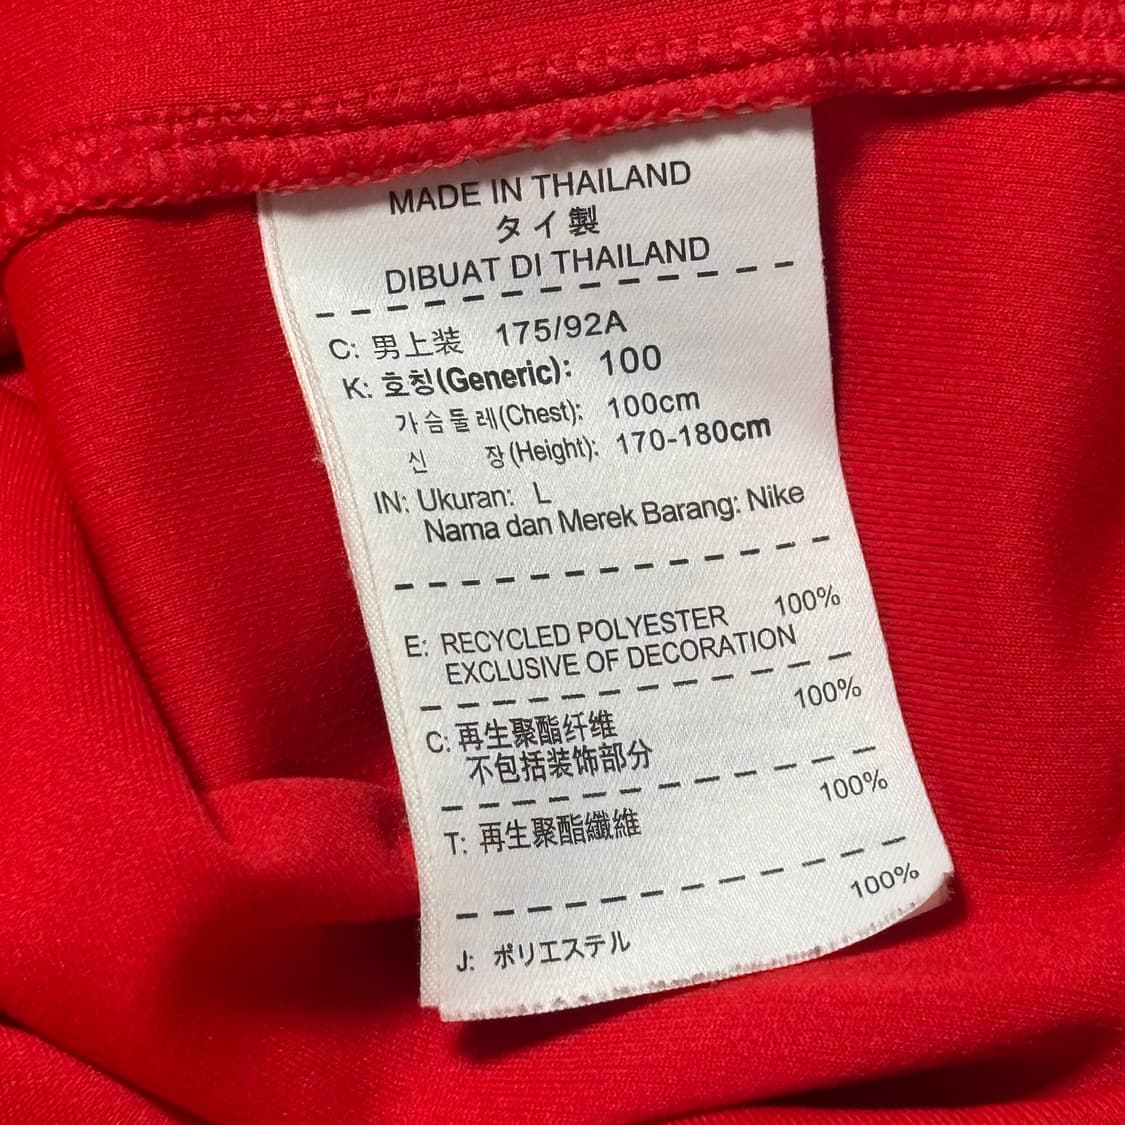 MADE IN THAILAND
タイ製
DIBUAT DI THAILAND
C: 男上装 175/92A
K: 호칭(Generic): 100
가슴둘레(Chest): 100cm
신 장(Height): 170-180cm
IN: Ukuran: L
Nama dan Merek Barang: Nike
E: RECYCLED POLYESTER 100%
EXCLUSIVE OF DECORATION
C: 再生聚酯纤维 100%
不包括装饰部分
T: 再生聚酯纖維 100%
J: ポリエステル 100%